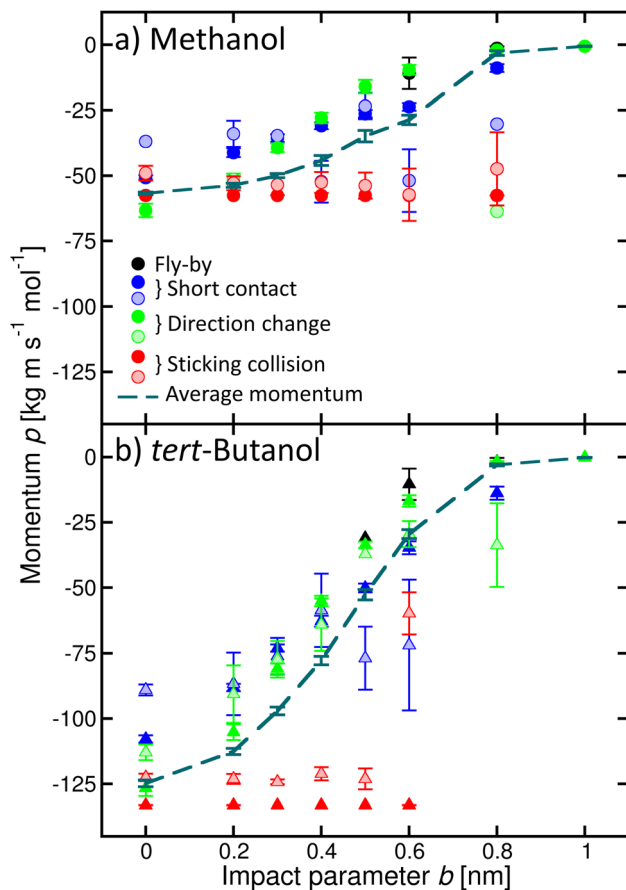 a) Methanol
0
-25
-50
-75
-100
-125
Fly-by
} Short contact
} Direction change
} Sticking collision
Average momentum
b) tert-Butanol
0
-25
-50
-75
-100
-125
0 0.2 0.4 0.6 0.8 1
Impact parameter b [nm]
Momentum p [kg m s⁻¹ mol⁻¹]